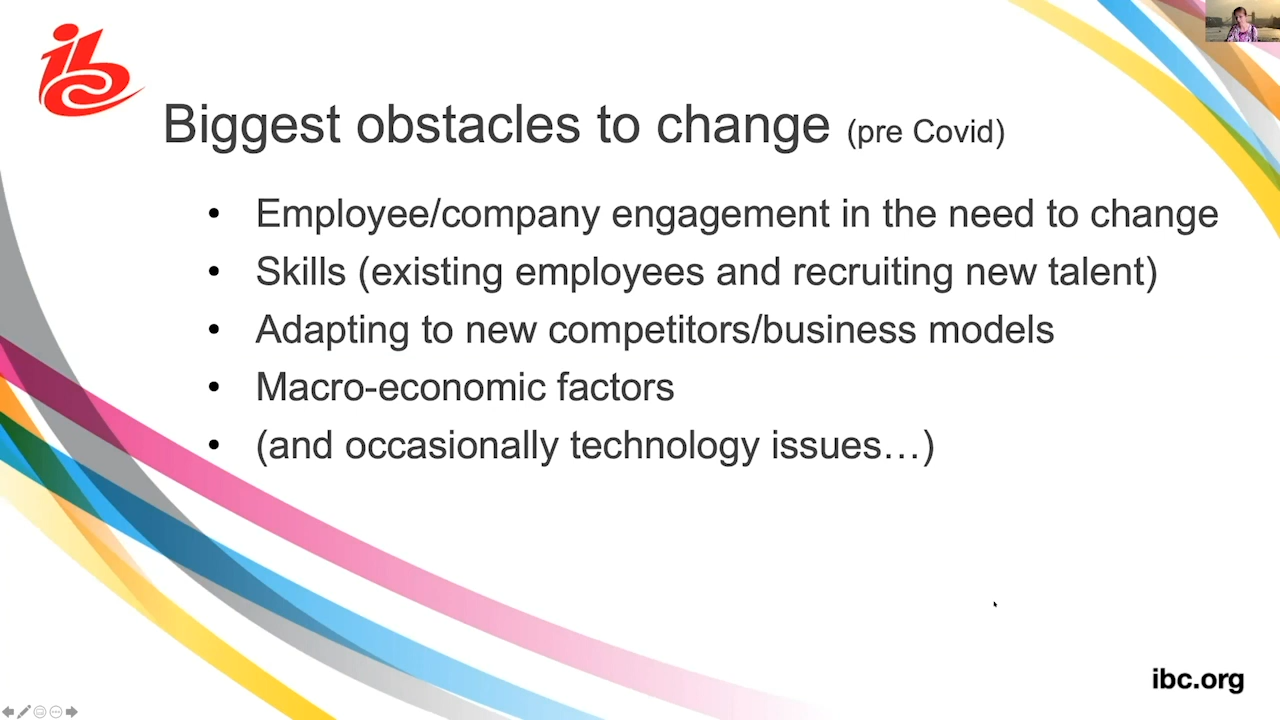 ibc
Biggest obstacles to change (pre Covid)
• Employee/company engagement in the need to change
• Skills (existing employees and recruiting new talent)
• Adapting to new competitors/business models
• Macro-economic factors
• (and occasionally technology issues…)
ibc.org